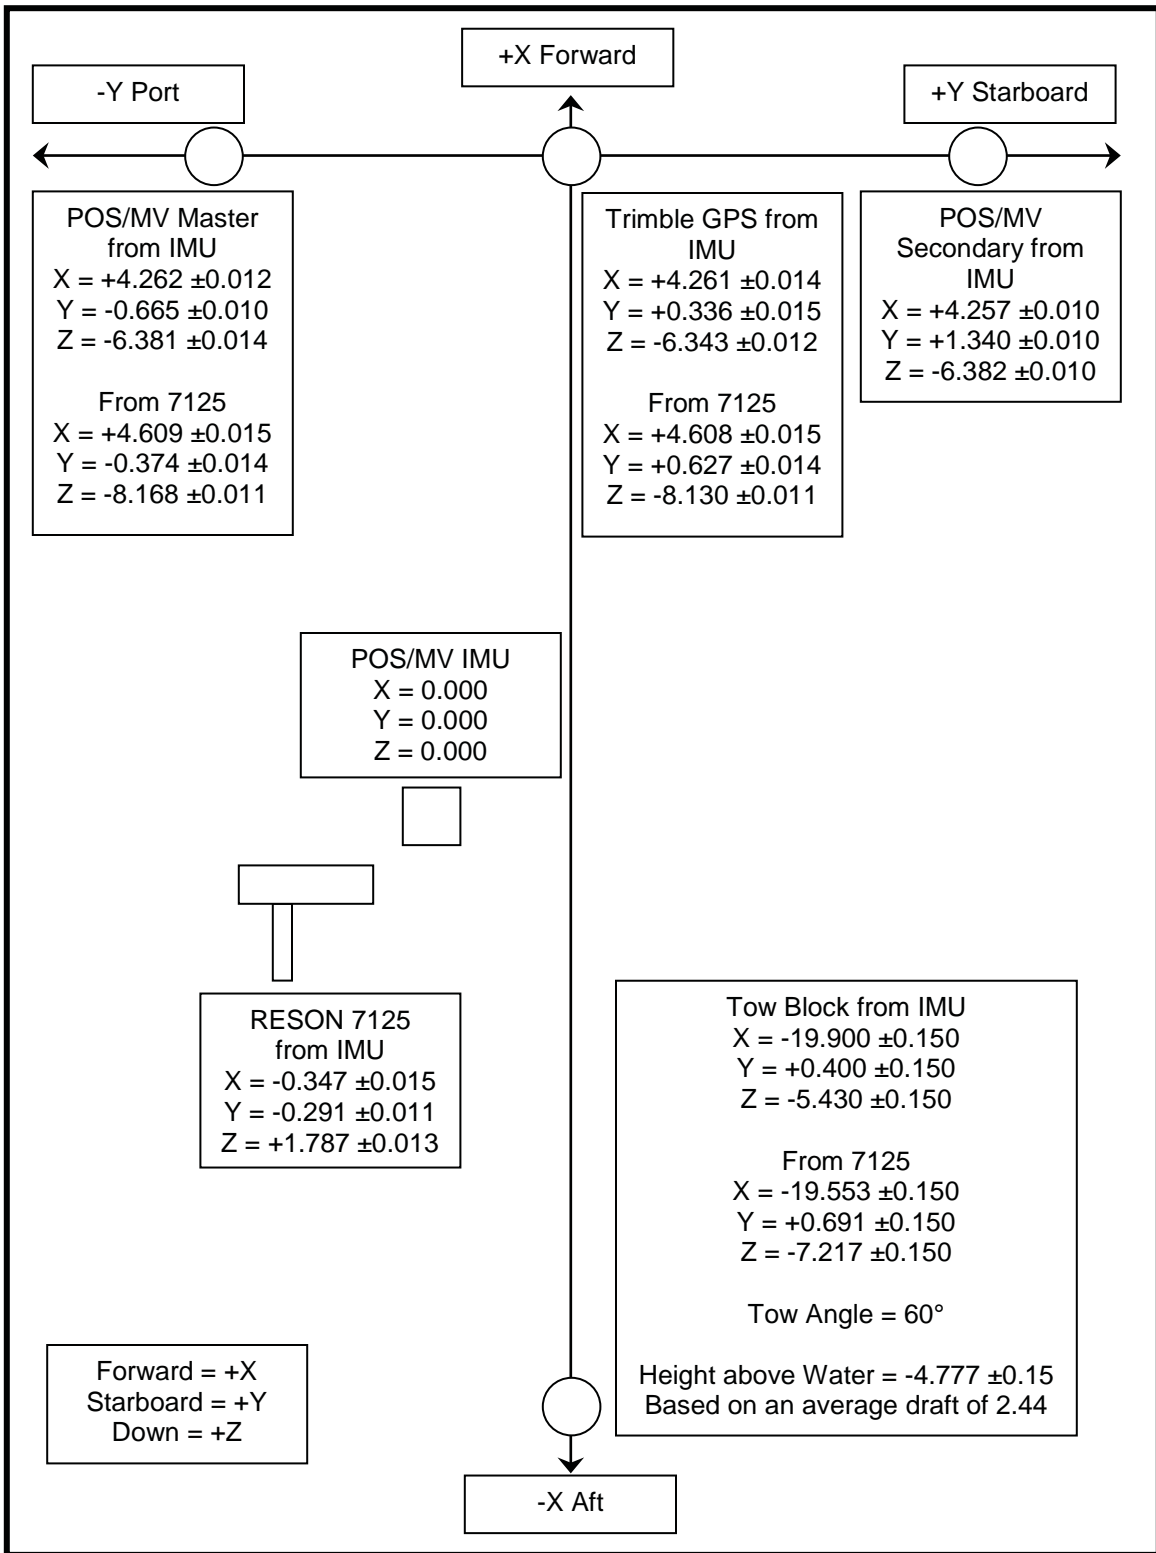 +X Forward
-Y Port
+Y Starboard
POS/MV Master
from IMU
X = +4.262 ±0.012
Y = -0.665 ±0.010
Z = -6.381 ±0.014
From 7125
X = +4.609 ±0.015
Y = -0.374 ±0.014
Z = -8.168 ±0.011
Trimble GPS from
IMU
X = +4.261 ±0.014
Y = +0.336 ±0.015
Z = -6.343 ±0.012
From 7125
X = +4.608 ±0.015
Y = +0.627 ±0.014
Z = -8.130 ±0.011
POS/MV
Secondary from
IMU
X = +4.257 ±0.010
Y = +1.340 ±0.010
Z = -6.382 ±0.010
POS/MV IMU
X = 0.000
Y = 0.000
Z = 0.000
RESON 7125
from IMU
X = -0.347 ±0.015
Y = -0.291 ±0.011
Z = +1.787 ±0.013
Tow Block from IMU
X = -19.900 ±0.150
Y = +0.400 ±0.150
Z = -5.430 ±0.150
From 7125
X = -19.553 ±0.150
Y = +0.691 ±0.150
Z = -7.217 ±0.150
Tow Angle = 60°
Height above Water = -4.777 ±0.15
Based on an average draft of 2.44
Forward = +X
Starboard = +Y
Down = +Z
-X Aft